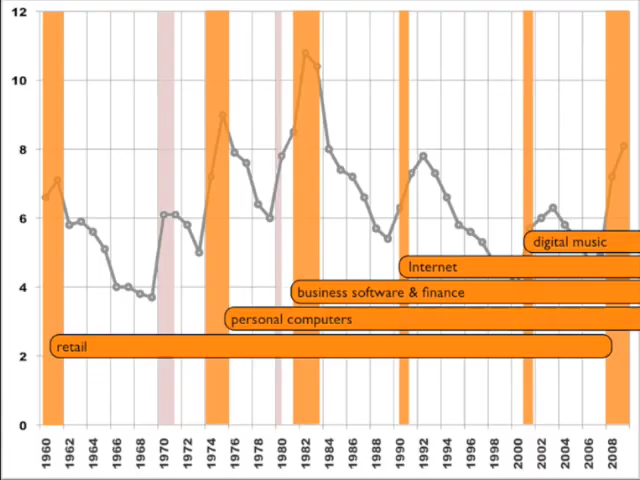 12
10
8
6
4
2
0
digital music
Internet
business software & finance
personal computers
retail
1960 1962 1964 1966 1968 1970 1972 1974 1976 1978 1980 1982 1984 1986 1988 1990 1992 1994 1996 1998 2000 2002 2004 2006 2008